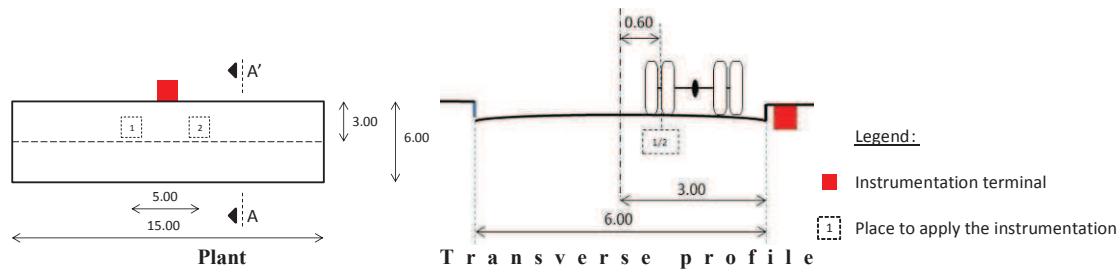 A'
1
2
3.00
6.00
5.00
A
15.00
Plant
0.60
1/2
3.00
6.00
Transverse profile
Legend:
Instrumentation terminal
1
Place to apply the instrumentation